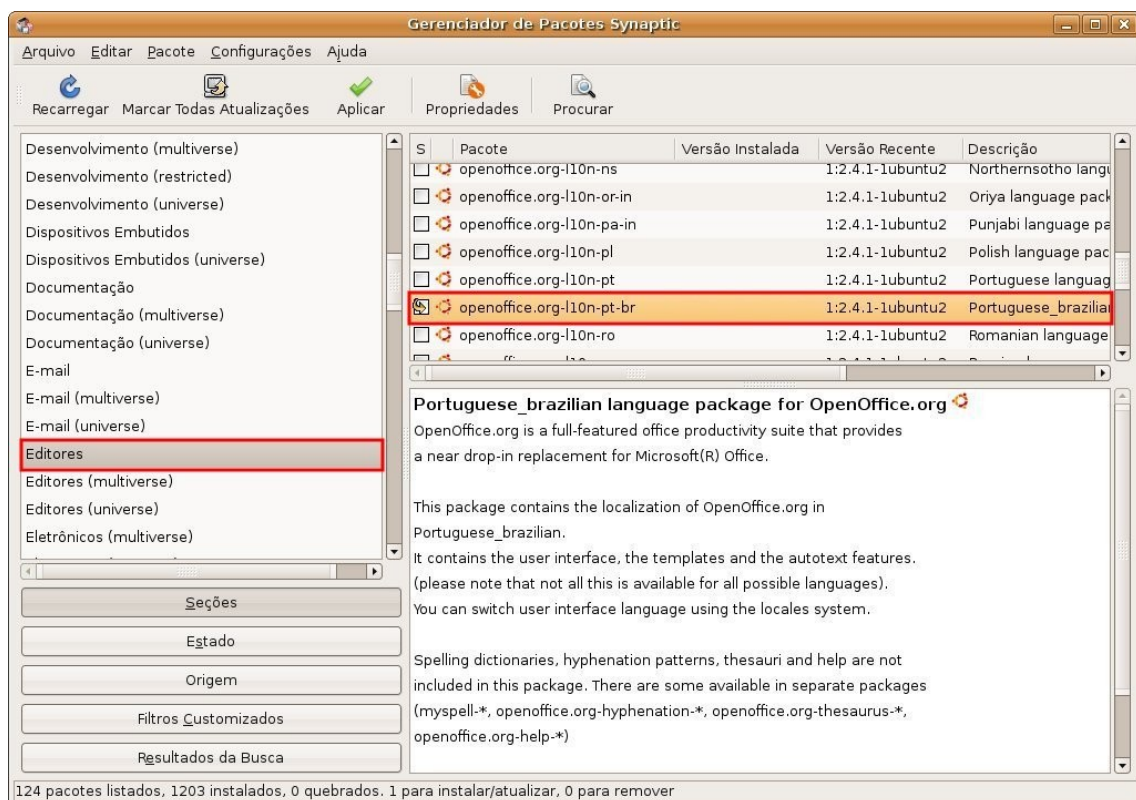 Gerenciador de Pacotes Synaptic
Arquivo Editar Pacote Configurações Ajuda
Recarregar Marcar Todas Atualizações Aplicar Propriedades Procurar
Desenvolvimento (multiverse)
Desenvolvimento (restricted)
Desenvolvimento (universe)
Dispositivos Embutidos
Dispositivos Embutidos (universe)
Documentação
Documentação (multiverse)
Documentação (universe)
E-mail
E-mail (multiverse)
E-mail (universe)
Editores
Editores (multiverse)
Editores (universe)
Eletrônicos (multiverse)
Seções
Estado
Origem
Filtros Customizados
Resultados da Busca
S Pacote Versão Instalada Versão Recente Descrição
openoffice.org-l10n-ns 1:2.4.1-1ubuntu2 Northernsotho langu
openoffice.org-l10n-or-in 1:2.4.1-1ubuntu2 Oriya language pack
openoffice.org-l10n-pa-in 1:2.4.1-1ubuntu2 Punjabi language pa
openoffice.org-l10n-pl 1:2.4.1-1ubuntu2 Polish language pac
openoffice.org-l10n-pt 1:2.4.1-1ubuntu2 Portuguese languag
openoffice.org-l10n-pt-br 1:2.4.1-1ubuntu2 Portuguese_brazilia
openoffice.org-l10n-ro 1:2.4.1-1ubuntu2 Romanian language
Portuguese_brazilian language package for OpenOffice.org
OpenOffice.org is a full-featured office productivity suite that provides
a near drop-in replacement for Microsoft(R) Office.
This package contains the localization of OpenOffice.org in
Portuguese_brazilian.
It contains the user interface, the templates and the autotext features.
(please note that not all this is available for all possible languages).
You can switch user interface language using the locales system.
Spelling dictionaries, hyphenation patterns, thesauri and help are not
included in this package. There are some available in separate packages
(myspell-*, openoffice.org-hyphenation-*, openoffice.org-thesaurus-*,
openoffice.org-help-*)
124 pacotes listados, 1203 instalados, 0 quebrados. 1 para instalar/atualizar, 0 para remover